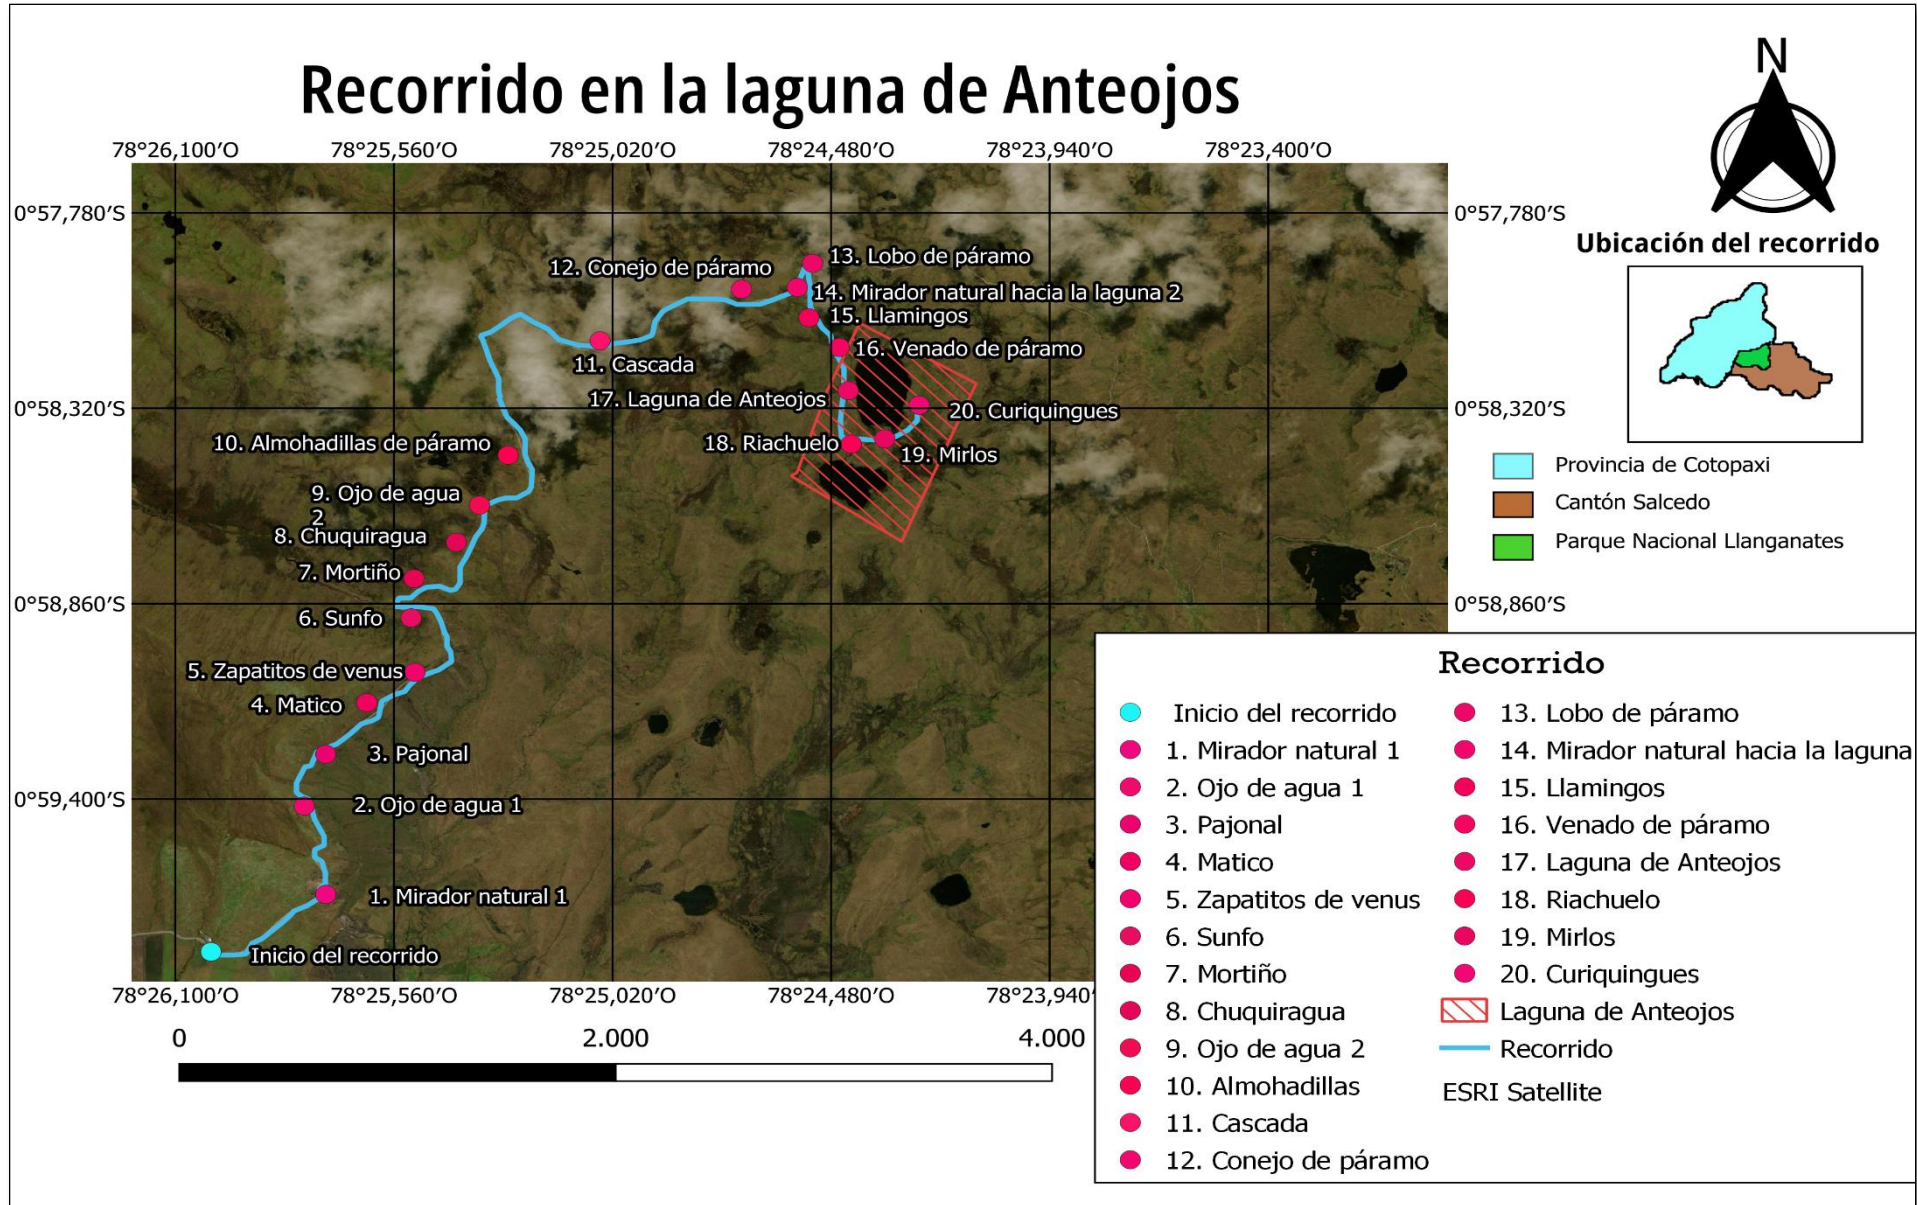 Recorrido en la laguna de Anteojos
N
78°26,100′O 78°25,560′O 78°25,020′O 78°24,480′O 78°23,940′O 78°23,400′O
0°57,780′S
0°58,320′S
0°58,860′S
0°59,400′S
0°57,780′S
0°58,320′S
0°58,860′S
12. Conejo de páramo
13. Lobo de páramo
14. Mirador natural hacia la laguna 2
15. Llamingos
16. Venado de páramo
11. Cascada
17. Laguna de Anteojos
20. Curiquingues
18. Riachuelo
19. Mirlos
10. Almohadillas de páramo
9. Ojo de agua
2
8. Chuquiragua
7. Mortiño
6. Sunfo
5. Zapatitos de venus
4. Matico
3. Pajonal
2. Ojo de agua 1
1. Mirador natural 1
Inicio del recorrido
78°26,100′O 78°25,560′O 78°25,020′O 78°24,480′O 78°23,940′
0 2.000 4.000
Ubicación del recorrido
Provincia de Cotopaxi
Cantón Salcedo
Parque Nacional Llanganates
Recorrido
Inicio del recorrido
1. Mirador natural 1
2. Ojo de agua 1
3. Pajonal
4. Matico
5. Zapatitos de venus
6. Sunfo
7. Mortiño
8. Chuquiragua
9. Ojo de agua 2
10. Almohadillas
11. Cascada
12. Conejo de páramo
13. Lobo de páramo
14. Mirador natural hacia la laguna
15. Llamingos
16. Venado de páramo
17. Laguna de Anteojos
18. Riachuelo
19. Mirlos
20. Curiquingues
Laguna de Anteojos
Recorrido
ESRI Satellite